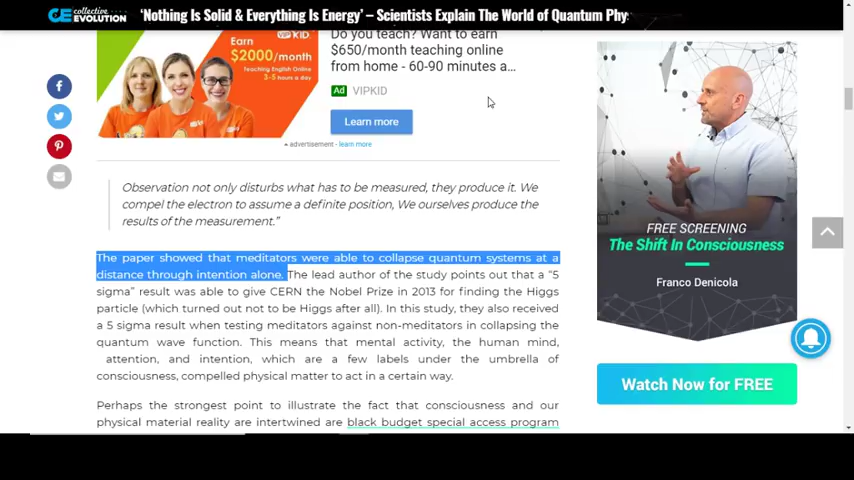 collective
EVOLUTION
‘Nothing Is Solid & Everything Is Energy’ – Scientists Explain The World of Quantum Phy
VIPKID
Earn
$2000/month
Teaching English Online
3-5 hours a day
Do you teach? Want to earn
$650/month teaching online
from home - 60-90 minutes a...
Ad VIPKID
Learn more
advertisement - learn more
Observation not only disturbs what has to be measured, they produce it. We
compel the electron to assume a definite position, We ourselves produce the
results of the measurement.”
The paper showed that meditators were able to collapse quantum systems at a
distance through intention alone. The lead author of the study points out that a “5
sigma” result was able to give CERN the Nobel Prize in 2013 for finding the Higgs
particle (which turned out not to be Higgs after all). In this study, they also received
a 5 sigma result when testing meditators against non-meditators in collapsing the
quantum wave function. This means that mental activity, the human mind,
attention, and intention, which are a few labels under the umbrella of
consciousness, compelled physical matter to act in a certain way.
Perhaps the strongest point to illustrate the fact that consciousness and our
physical material reality are intertwined are black budget special access program
FREE SCREENING
The Shift In Consciousness
Franco Denicola
Watch Now for FREE